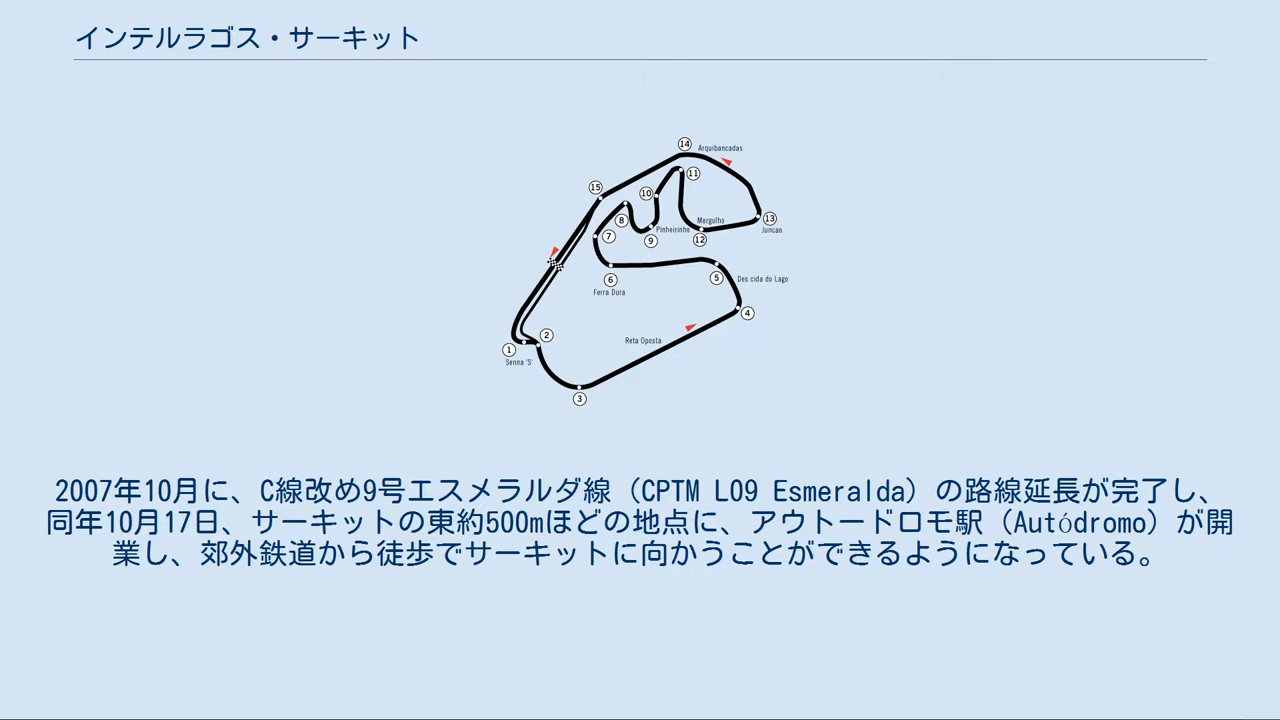 インテルラゴス・サーキット
14
Arquibancadas
11
15
10
8
13
Mergulho
Juncao
7
9
Pinheirinho
12
6
5
Des cida do Lago
Ferra Dura
4
2
Reta Oposta
1
Senna 'S'
3
2007年10月に、C線改め9号エスメラルダ線（CPTM L09 Esmeralda）の路線延長が完了し、
同年10月17日、サーキットの東約500mほどの地点に、アウトードロモ駅（Autódromo）が開
業し、郊外鉄道から徒歩でサーキットに向かうことができるようになっている。